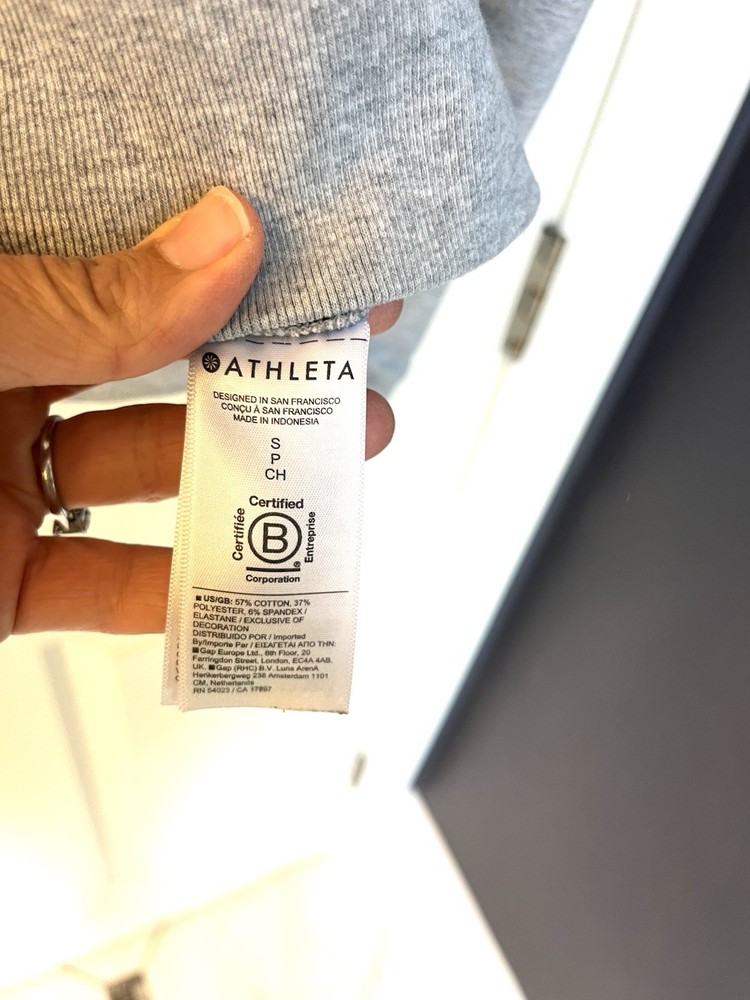 ATHLETA
DESIGNED IN SAN FRANCISCO
CONÇU À SAN FRANCISCO
MADE IN INDONESIA
S
P
CH
Certified
Certifiée
B
Entreprise
Corporation
US/GB: 57% COTTON, 37%
POLYESTER, 6% SPANDEX /
ELASTANE / EXCLUSIVE OF
DECORATION
DISTRIBUIDO POR / Imported
By/Importe Par / ΕΙΣΑΓΕΤΑΙ ΑΠΟ ΤΗΝ:
Gap Europe Ltd., 6th Floor, 20
Farringdon Street, London, EC4A 4AB,
UK. Gap (RHC) B.V. Luna ArenA
Herikerbergweg 238 Amsterdam 1101
CM, Netherlands
RN 54023 / CA 17897